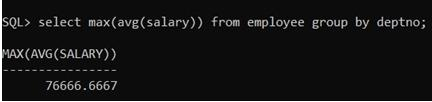 SQL> select max(avg(salary)) from employee group by deptno;
MAX(AVG(SALARY))
----------------
76666.6667